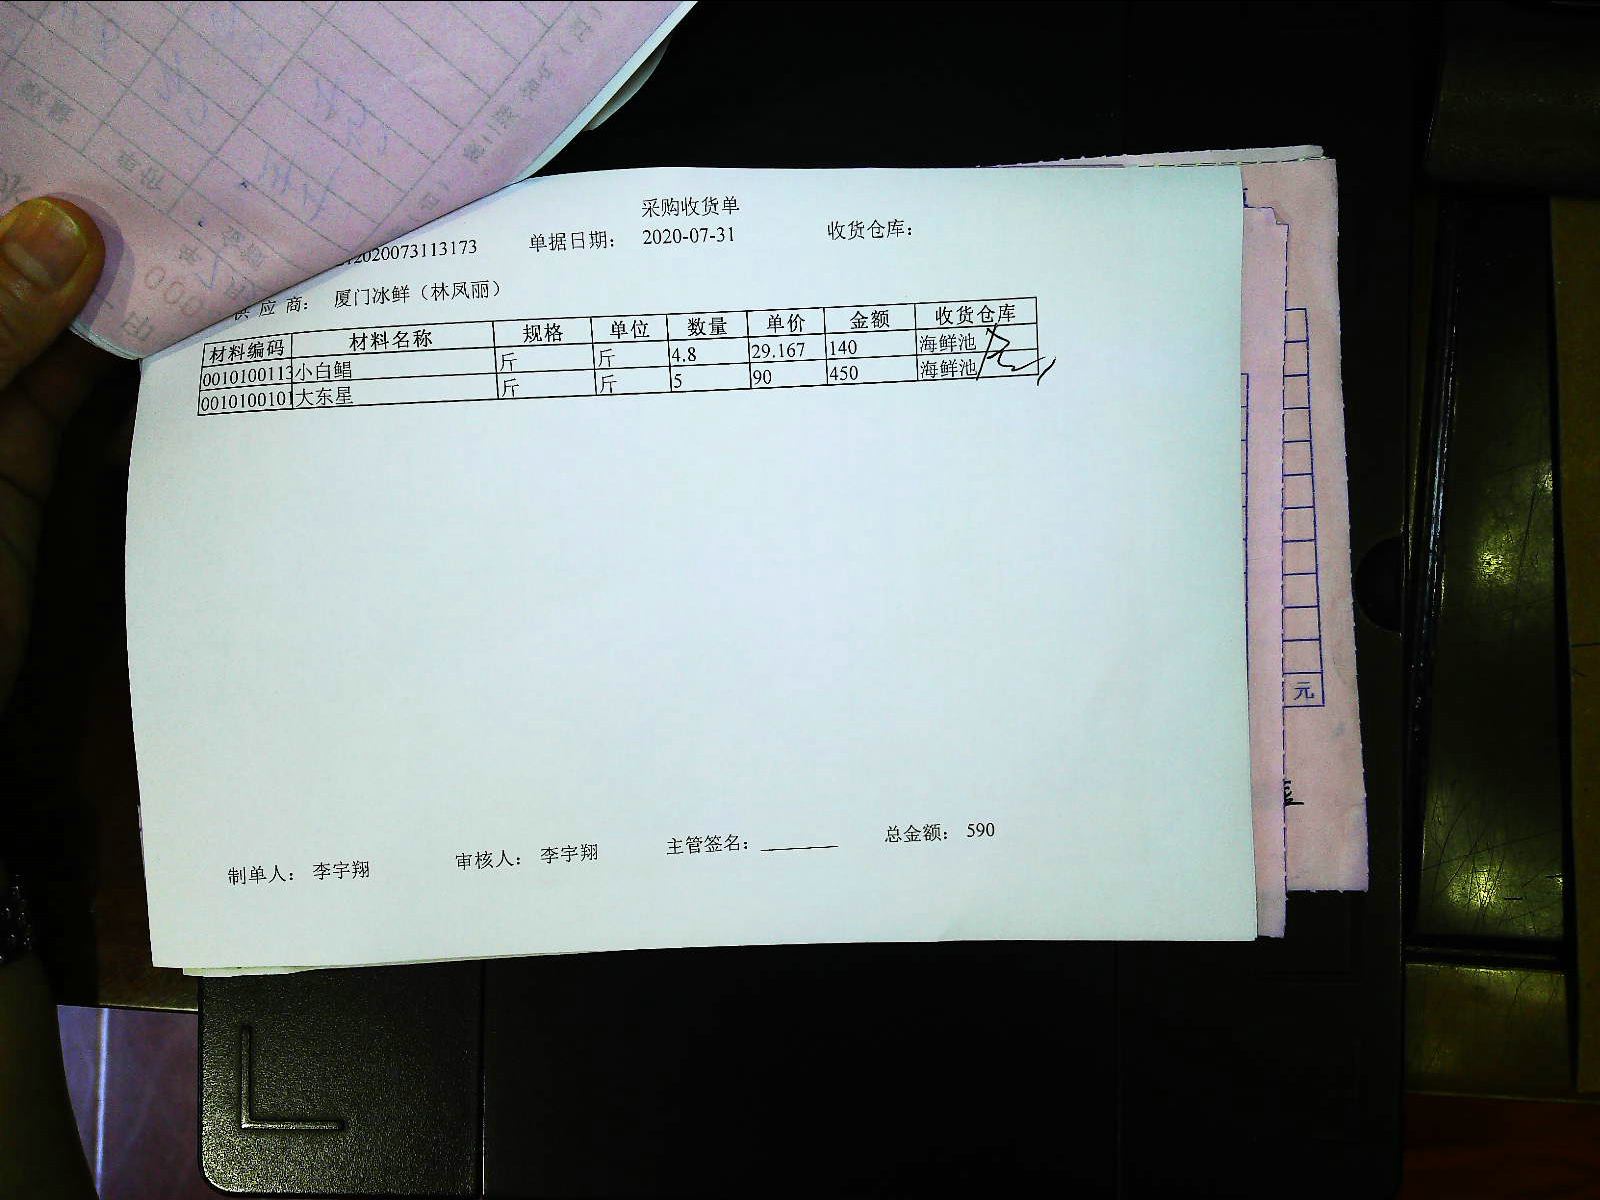 采购收货单
2020073113173 单据日期： 2020-07-31 收货仓库：
供应商： 厦门冰鲜（林凤丽）
材料编码 材料名称 规格 单位 数量 单价 金额 收货仓库
0010100113 小白鲳 斤 斤 4.8 29.167 140 海鲜池
001010010 大东星 斤 斤 5 90 450 海鲜池
制单人： 李宇翔 审核人： 李宇翔 主管签名： 总金额： 590
元